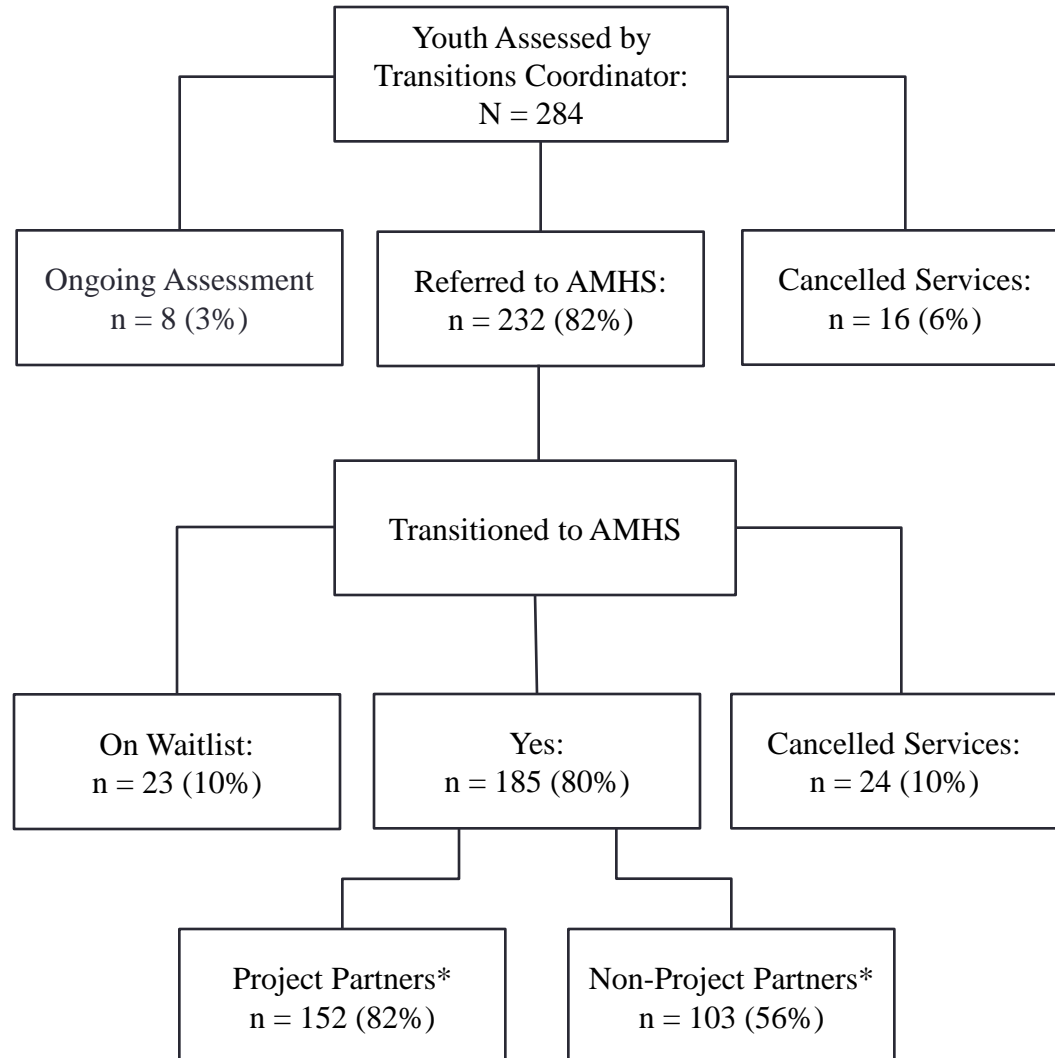 Youth Assessed by
Transitions Coordinator:
N = 284
Ongoing Assessment
n = 8 (3%)
Referred to AMHS:
n = 232 (82%)
Cancelled Services:
n = 16 (6%)
Transitioned to AMHS
On Waitlist:
n = 23 (10%)
Yes:
n = 185 (80%)
Cancelled Services:
n = 24 (10%)
Project Partners*
n = 152 (82%)
Non-Project Partners*
n = 103 (56%)